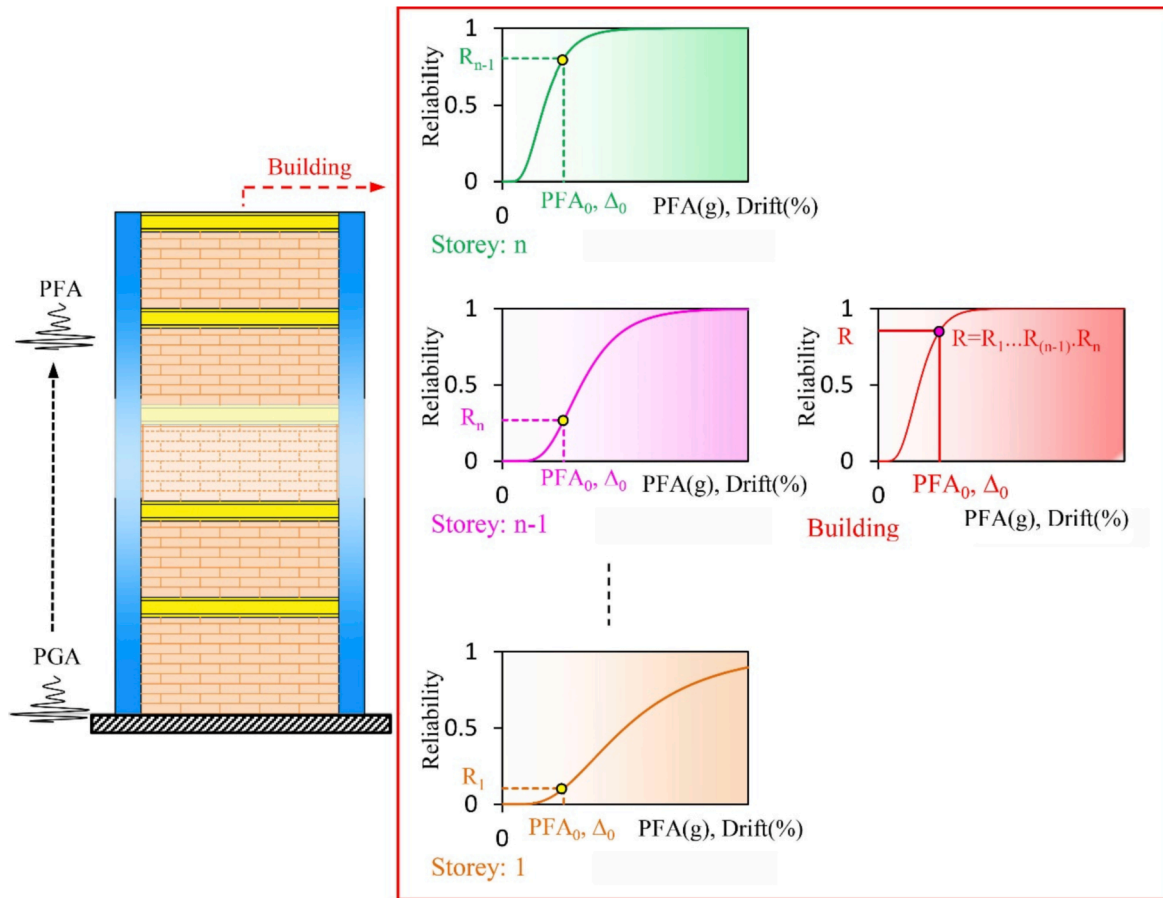 Building
PFA
PGA
Reliability
1
R_{n-1}
0.5
0
0
PFA_0, Δ_0
PFA(g), Drift(%)
Storey: n
Reliability
1
0.5
R_n
0
0
PFA_0, Δ_0
PFA(g), Drift(%)
Storey: n-1
Reliability
1
R
R=R_1...R_{(n-1)}.R_n
0.5
0
0
PFA_0, Δ_0
PFA(g), Drift(%)
Building
Reliability
1
0.5
R_1
0
0
PFA_0, Δ_0
PFA(g), Drift(%)
Storey: 1